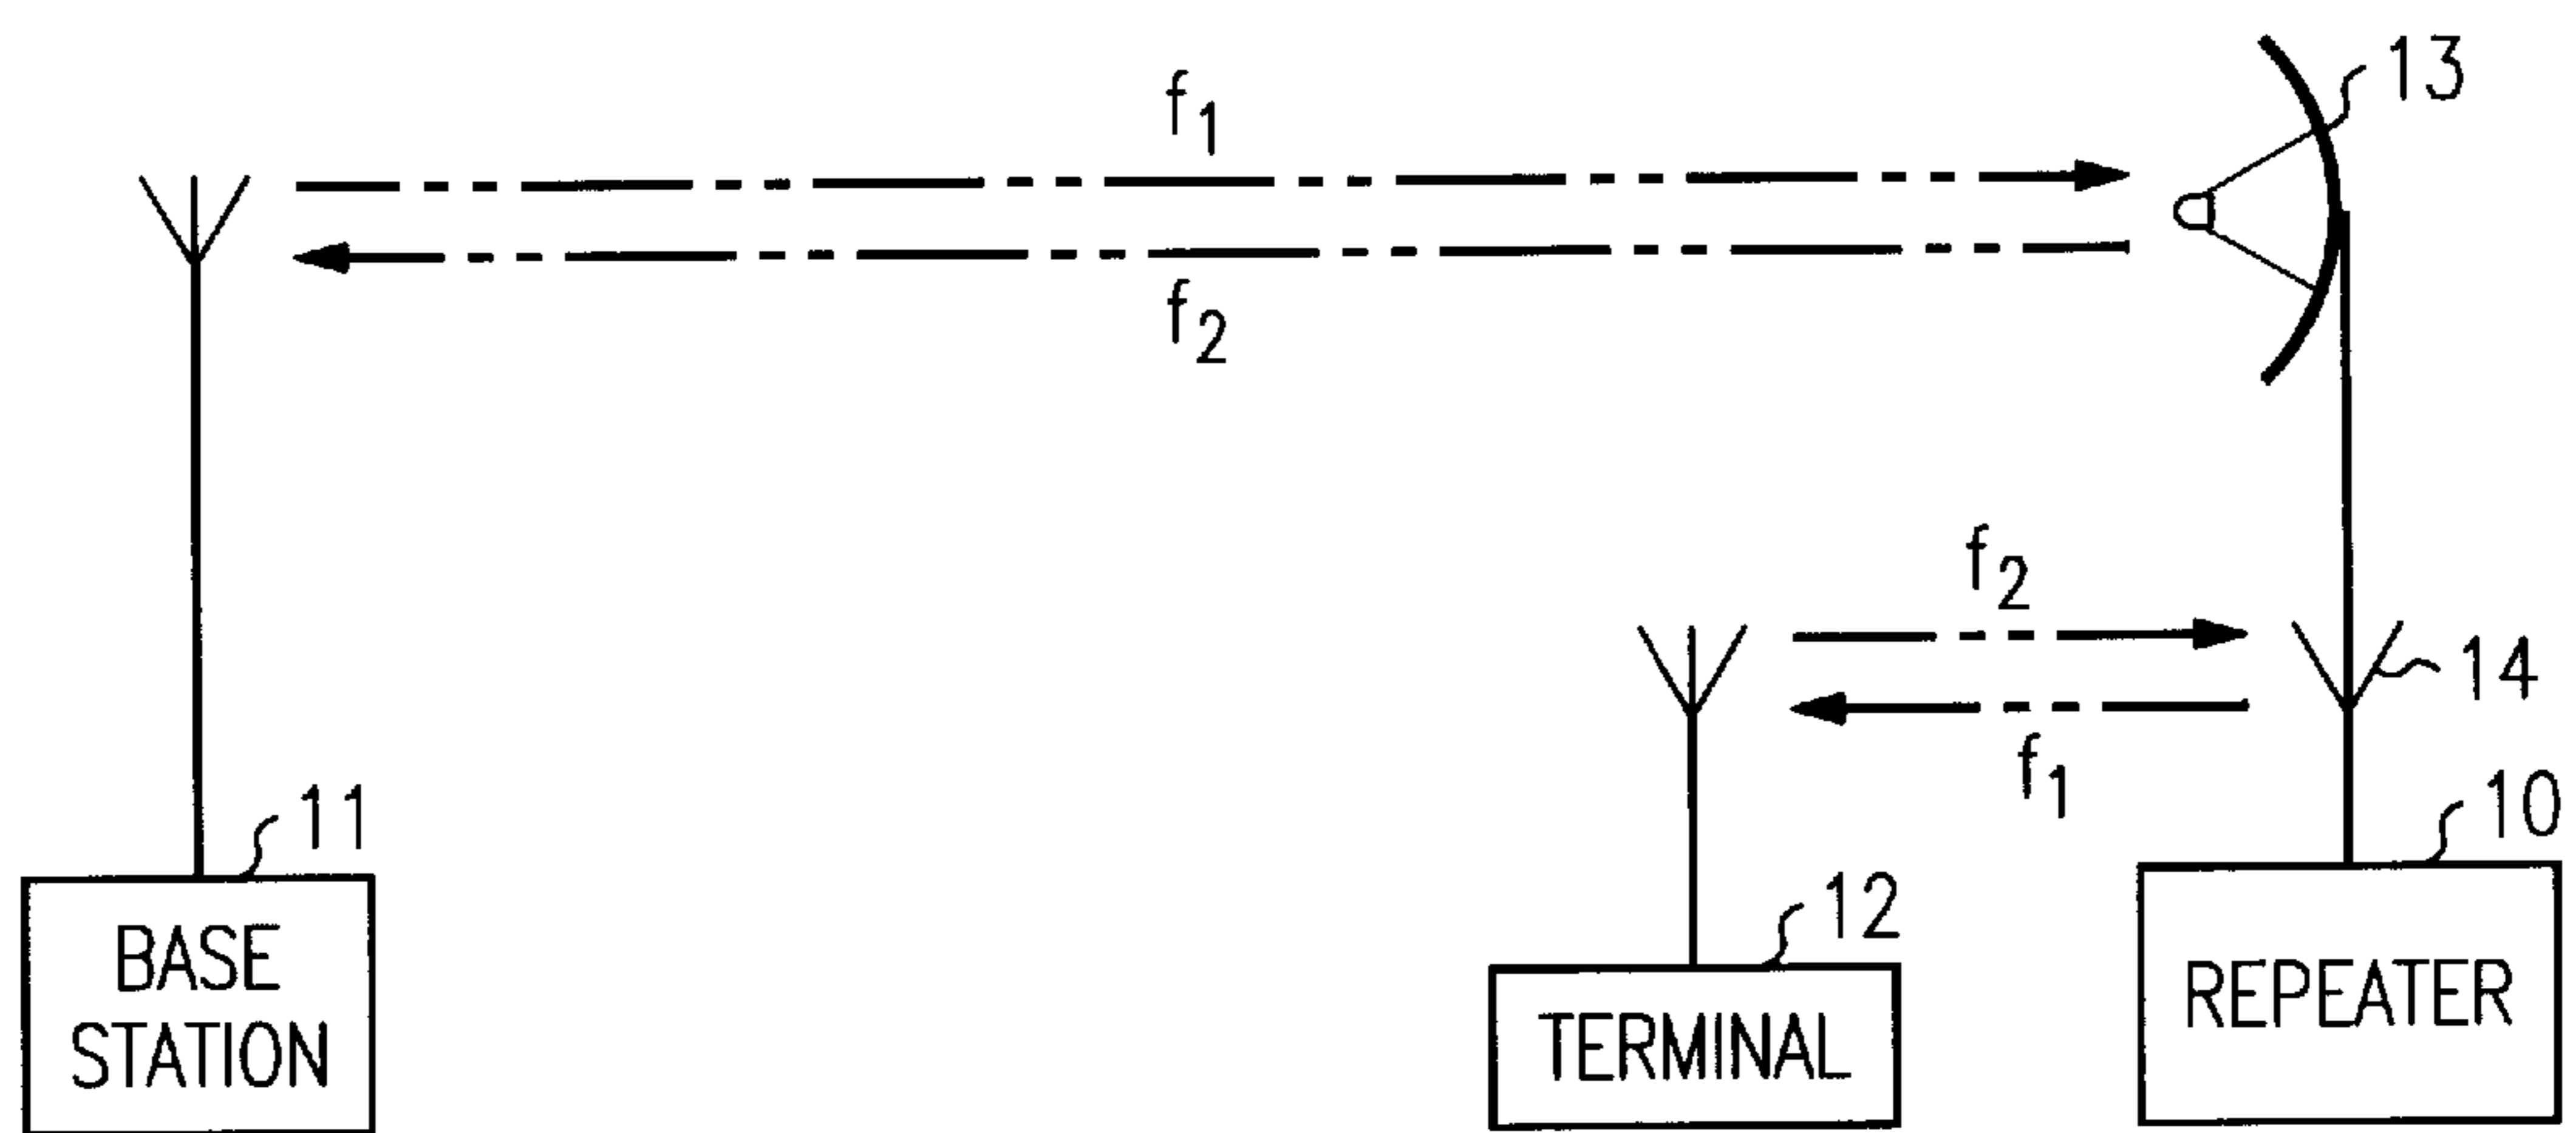 f1
13
f2
f2
14
f1
11
10
12
BASE
STATION
TERMINAL
REPEATER